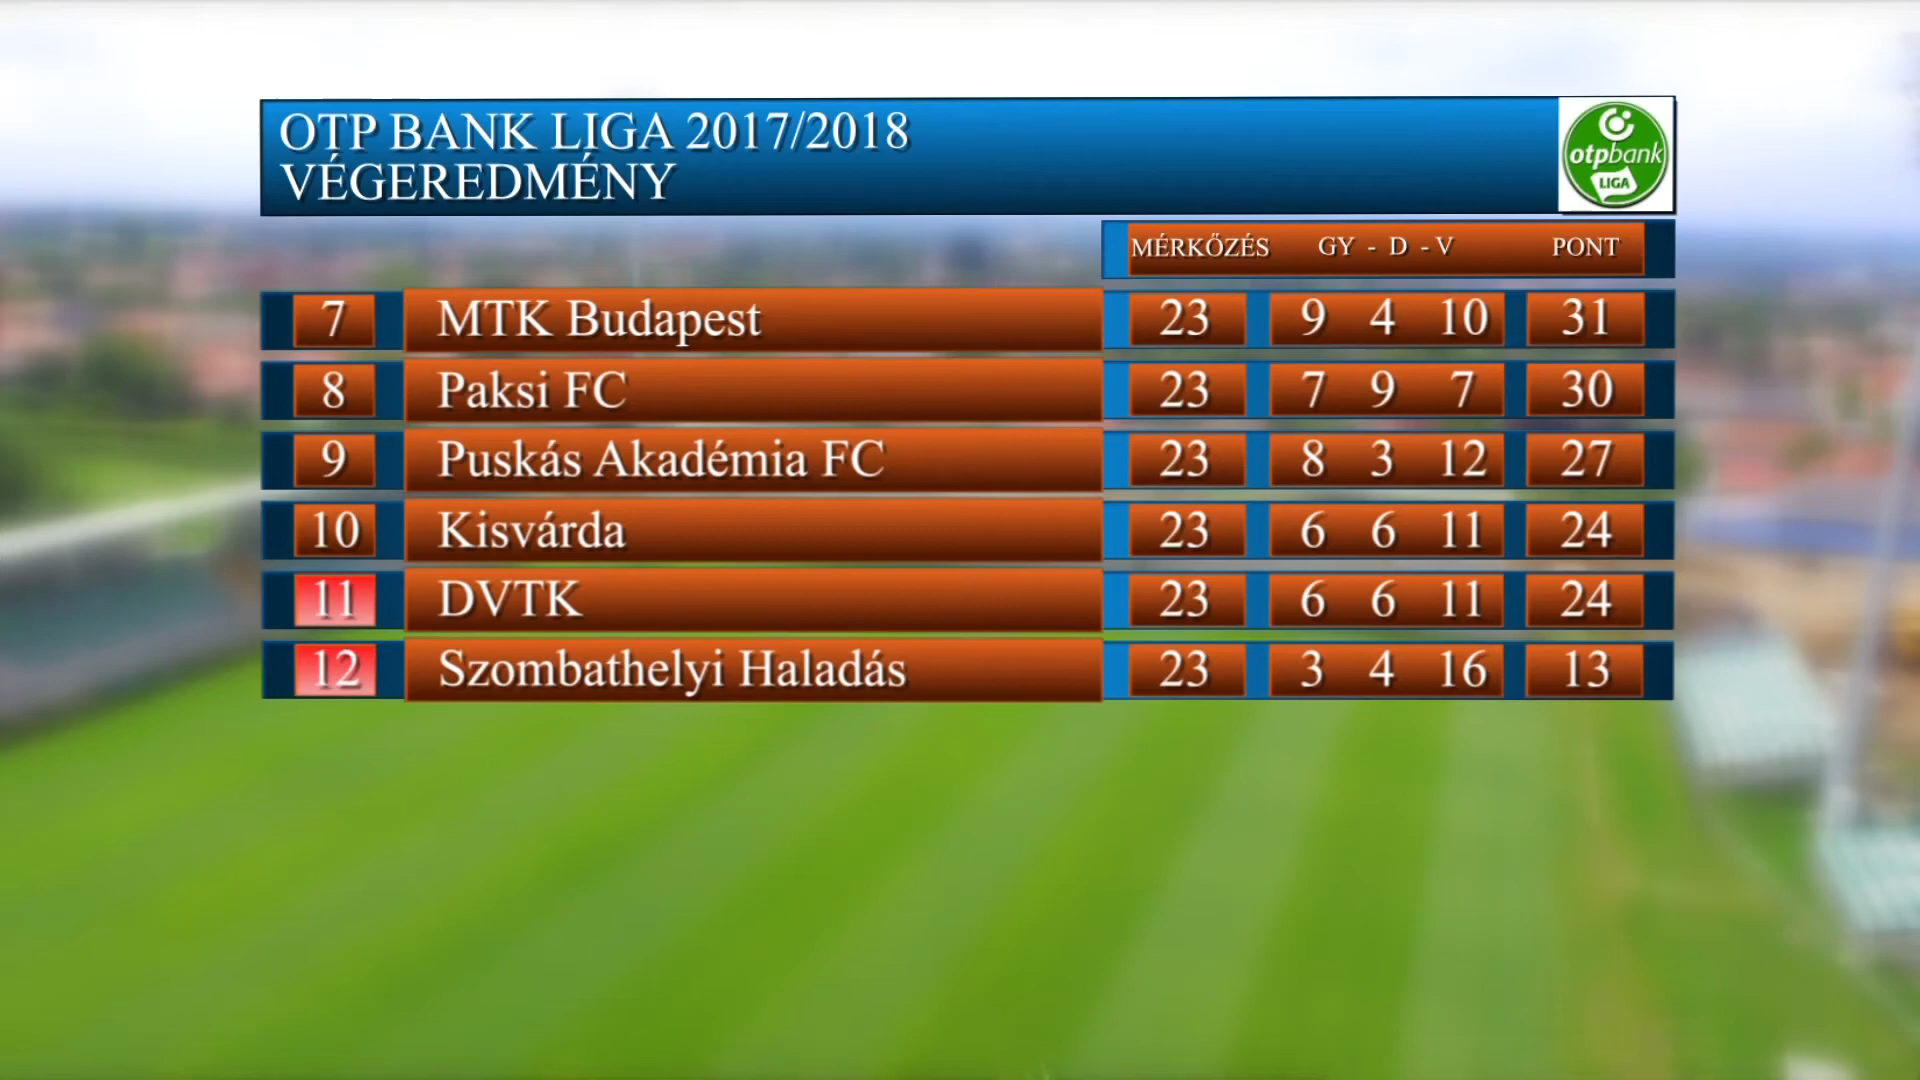 OTP BANK LIGA 2017/2018
VÉGEREDMÉNY
otpbank
LIGA
MÉRKŐZÉS GY - D - V PONT
7 MTK Budapest 23 9 4 10 31
8 Paksi FC 23 7 9 7 30
9 Puskás Akadémia FC 23 8 3 12 27
10 Kisvárda 23 6 6 11 24
11 DVTK 23 6 6 11 24
12 Szombathelyi Haladás 23 3 4 16 13